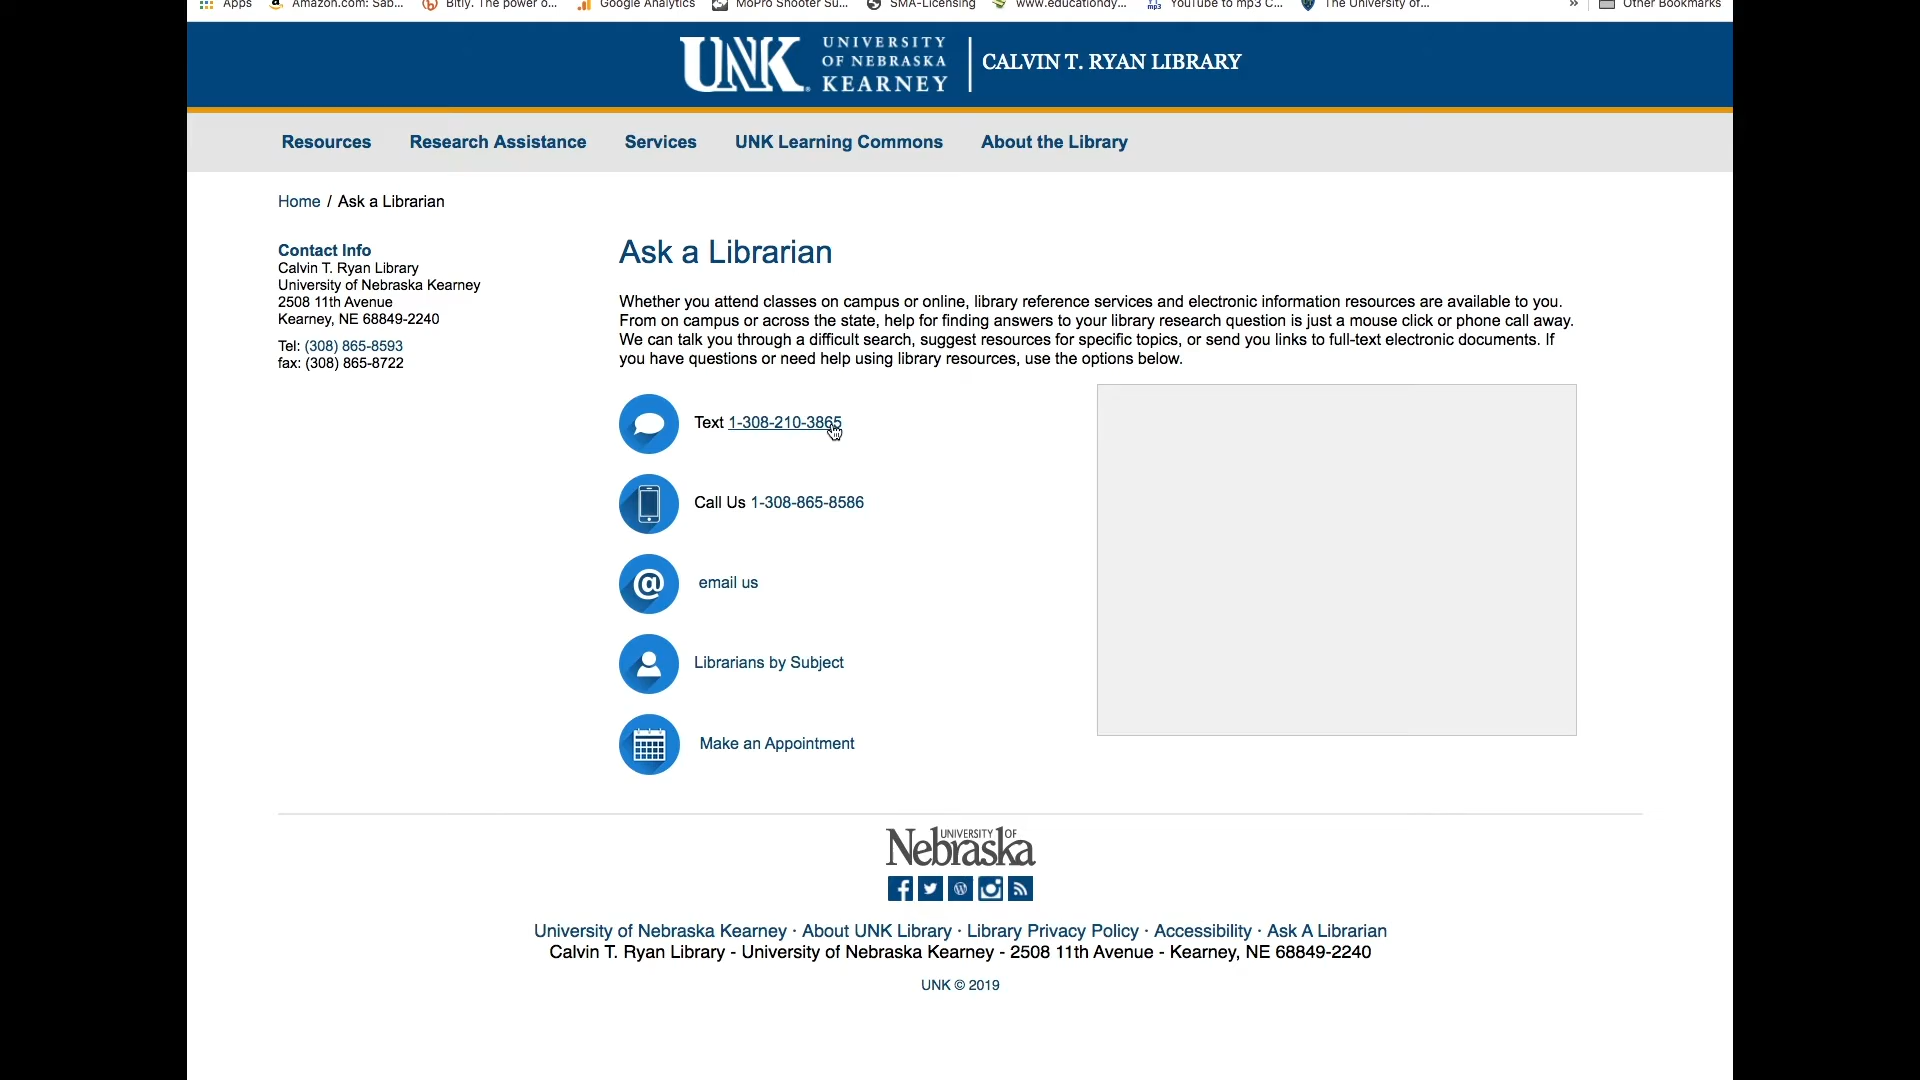 Apps Amazon.com: Sab... Bitly. The power o... Google Analytics MoPro Shooter Su... SMA-Licensing www.educationdy... YouTube to mp3 C... The University of... » Other Bookmarks
UNK. UNIVERSITY OF NEBRASKA KEARNEY CALVIN T. RYAN LIBRARY
Resources Research Assistance Services UNK Learning Commons About the Library
Home / Ask a Librarian
Contact Info
Calvin T. Ryan Library
University of Nebraska Kearney
2508 11th Avenue
Kearney, NE 68849-2240
Tel: (308) 865-8593
fax: (308) 865-8722
Ask a Librarian
Whether you attend classes on campus or online, library reference services and electronic information resources are available to you.
From on campus or across the state, help for finding answers to your library research question is just a mouse click or phone call away.
We can talk you through a difficult search, suggest resources for specific topics, or send you links to full-text electronic documents. If
you have questions or need help using library resources, use the options below.
Text 1-308-210-3865
Call Us 1-308-865-8586
@ email us
Librarians by Subject
Make an Appointment
UNIVERSITY OF
Nebraska
University of Nebraska Kearney · About UNK Library · Library Privacy Policy · Accessibility · Ask A Librarian
Calvin T. Ryan Library - University of Nebraska Kearney - 2508 11th Avenue - Kearney, NE 68849-2240
UNK © 2019